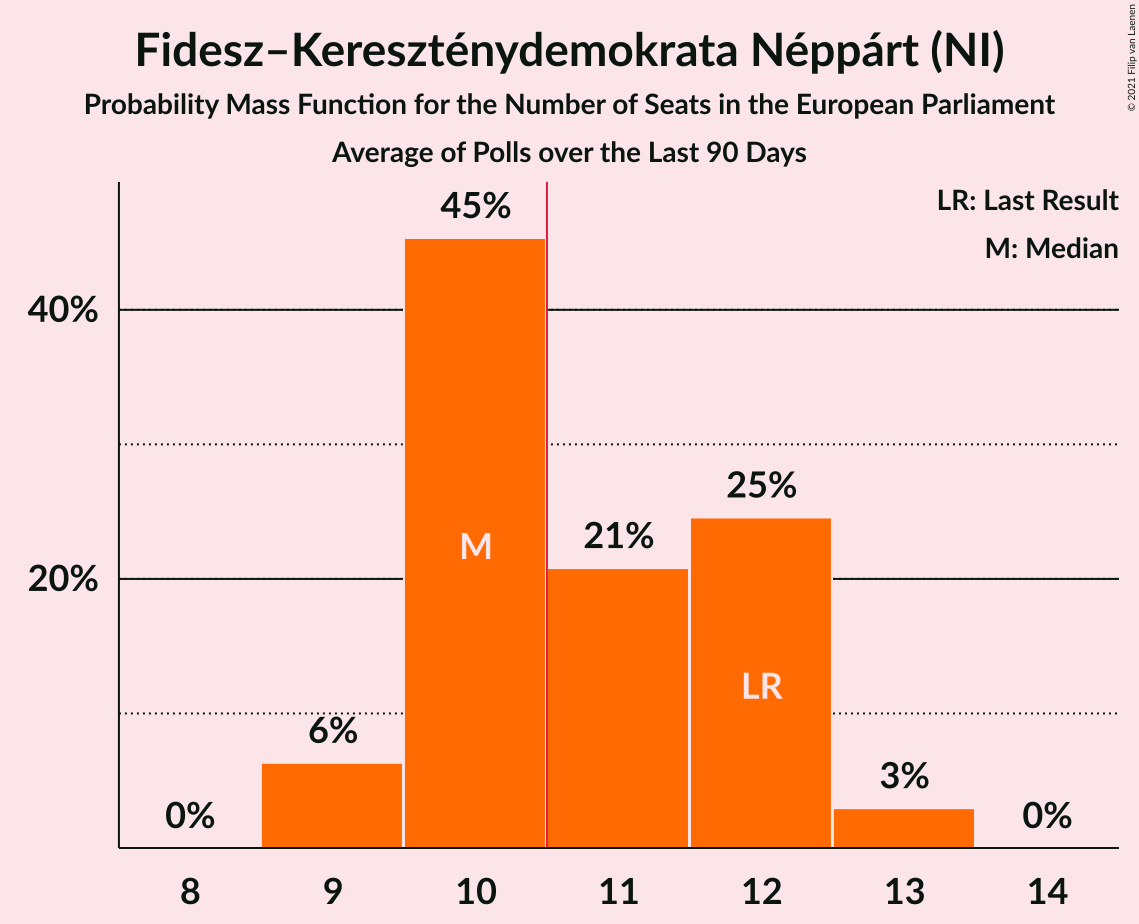 Fidesz–Kereszténydemokrata Néppárt (NI)
Probability Mass Function for the Number of Seats in the European Parliament
Average of Polls over the Last 90 Days
© 2021 Filip van Laenen
LR: Last Result
M: Median
45%
40%
25%
21%
M
20%
LR
6%
3%
0%
0%
8 9 10 11 12 13 14